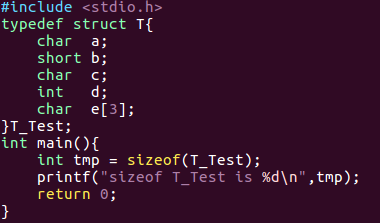 #include <stdio.h>
typedef struct T{
    char  a;
    short b;
    char  c;
    int   d;
    char  e[3];
}T_Test;
int main(){
    int tmp = sizeof(T_Test);
    printf("sizeof T_Test is %d\n",tmp);
    return 0;
}